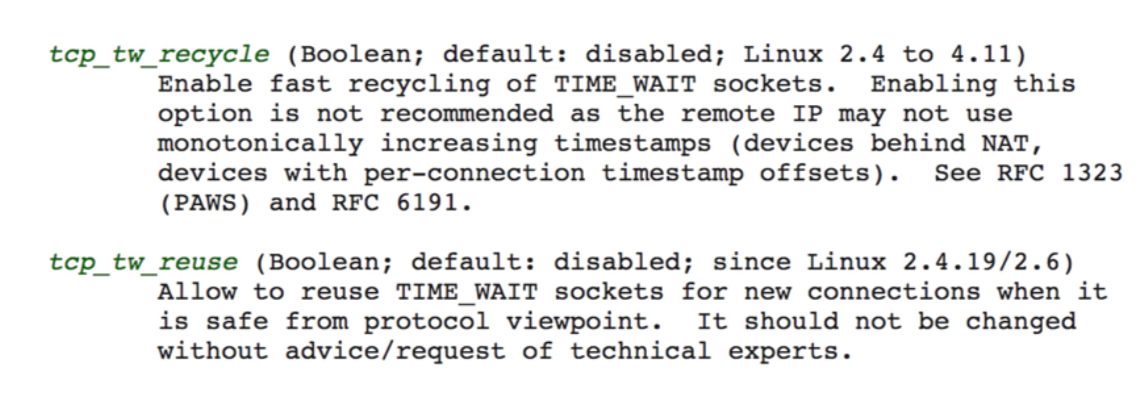 tcp_tw_recycle (Boolean; default: disabled; Linux 2.4 to 4.11)
Enable fast recycling of TIME_WAIT sockets.  Enabling this
option is not recommended as the remote IP may not use
monotonically increasing timestamps (devices behind NAT,
devices with per-connection timestamp offsets).  See RFC 1323
(PAWS) and RFC 6191.
tcp_tw_reuse (Boolean; default: disabled; since Linux 2.4.19/2.6)
Allow to reuse TIME_WAIT sockets for new connections when it
is safe from protocol viewpoint.  It should not be changed
without advice/request of technical experts.